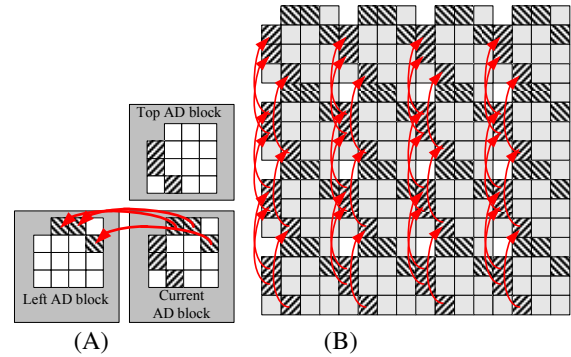 Top AD block
Left AD block
Current
AD block
(A)
(B)